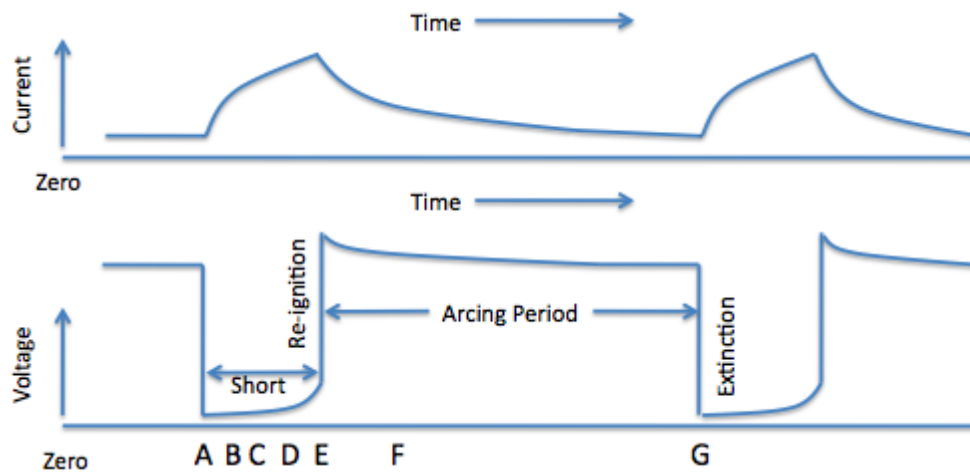 Time
Current
Zero
Time
Re-ignition
Arcing Period
Voltage
Short
Extinction
A B C D E F G
Zero